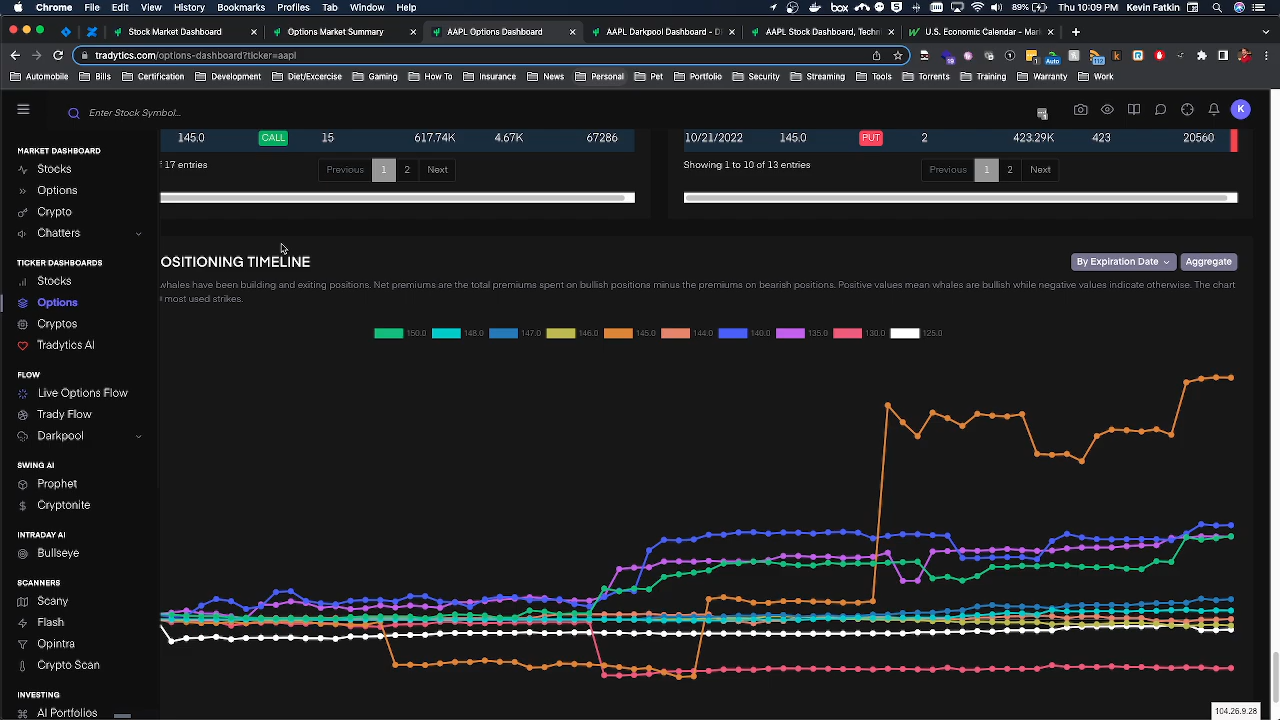 Chrome File Edit View History Bookmarks Profiles Tab Window Help box 89% Thu Oct 20 10:09 PM Kevin Fatkin
Stock Market Dashboard Options Market Summary AAPL Options Dashboard AAPL Darkpool Dashboard - D AAPL Stock Dashboard, Techn U.S. Economic Calendar - Mark
tradytics.com/options-dashboard?ticker=aapl
Automobile Bills Certification Development Diet/Exercise Gaming How To Insurance News Personal Pet Portfolio Security Streaming Tools Torrents Training Warranty Work
Enter Stock Symbol... K
MARKET DASHBOARD
Stocks
Options
Crypto
Chatters
TICKER DASHBOARDS
Stocks
Options
Cryptos
Tradytics AI
FLOW
Live Options Flow
Trady Flow
Darkpool
SWING AI
Prophet
Cryptonite
INTRADAY AI
Bullseye
SCANNERS
Scany
Flash
Opintra
Crypto Scan
INVESTING
AI Portfolios
145.0 CALL 15 617.74K 4.67K 67286
f 17 entries Previous 1 2 Next
10/21/2022 145.0 PUT 2 423.29K 423 20560
Showing 1 to 10 of 13 entries Previous 1 2 Next
OSITIONING TIMELINE By Expiration Date Aggregate
whales have been building and exiting positions. Net premiums are the total premiums spent on bullish positions minus the premiums on bearish positions. Positive values mean whales are bullish while negative values indicate otherwise. The chart
most used strikes.
150.0 148.0 147.0 146.0 145.0 144.0 140.0 135.0 130.0 125.0
104.26.9.28